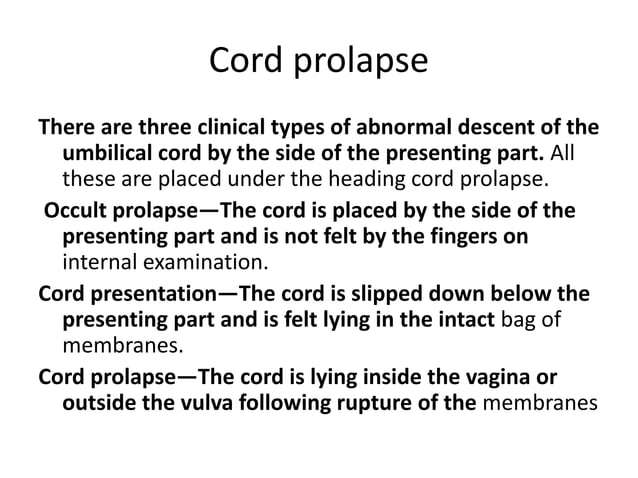 Cord prolapse
There are three clinical types of abnormal descent of the
umbilical cord by the side of the presenting part. All
these are placed under the heading cord prolapse.
Occult prolapse—The cord is placed by the side of the
presenting part and is not felt by the fingers on
internal examination.
Cord presentation—The cord is slipped down below the
presenting part and is felt lying in the intact bag of
membranes.
Cord prolapse—The cord is lying inside the vagina or
outside the vulva following rupture of the membranes